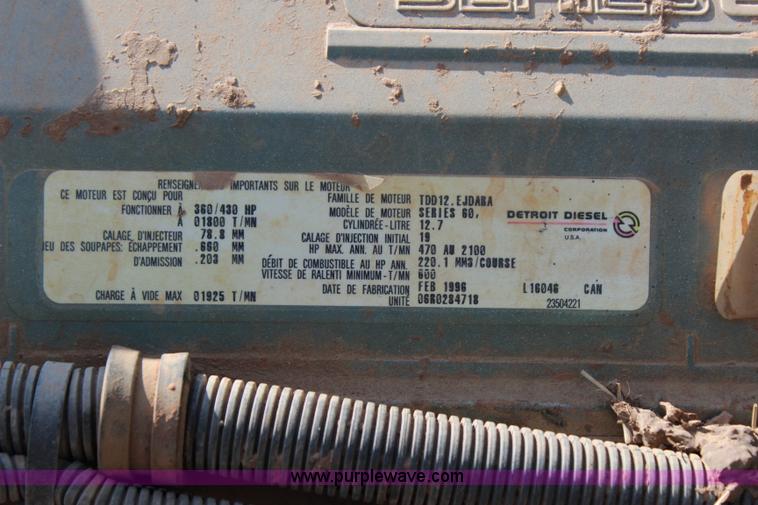 RENSEIGNEMENTS IMPORTANTS SUR LE MOTEUR
CE MOTEUR EST CONÇU POUR
FONCTIONNER À 360/430 HP
À 01800 T/MN
CALAGE D'INJECTEUR 78.8 MM
JEU DES SOUPAPES: ÉCHAPPEMENT .660 MM
D'ADMISSION .203 MM
CHARGE À VIDE MAX 01925 T/MN
FAMILLE DE MOTEUR TDD12.EJDARA
MODÈLE DE MOTEUR SERIES 60,
CYLINDRÉE-LITRE 12.7
CALAGE D'INJECTION INITIAL 19
HP MAX. ANN. AU T/MN 470 AU 2100
DÉBIT DE COMBUSTIBLE AU HP ANN. 220.1 MM3/COURSE
VITESSE DE RALENTI MINIMUM-T/MN 600
DATE DE FABRICATION FEB 1996
UNITÉ 06R0284718
L16046 CAN
23504221
DETROIT DIESEL
CORPORATION
U.S.A.
www.purplewave.com